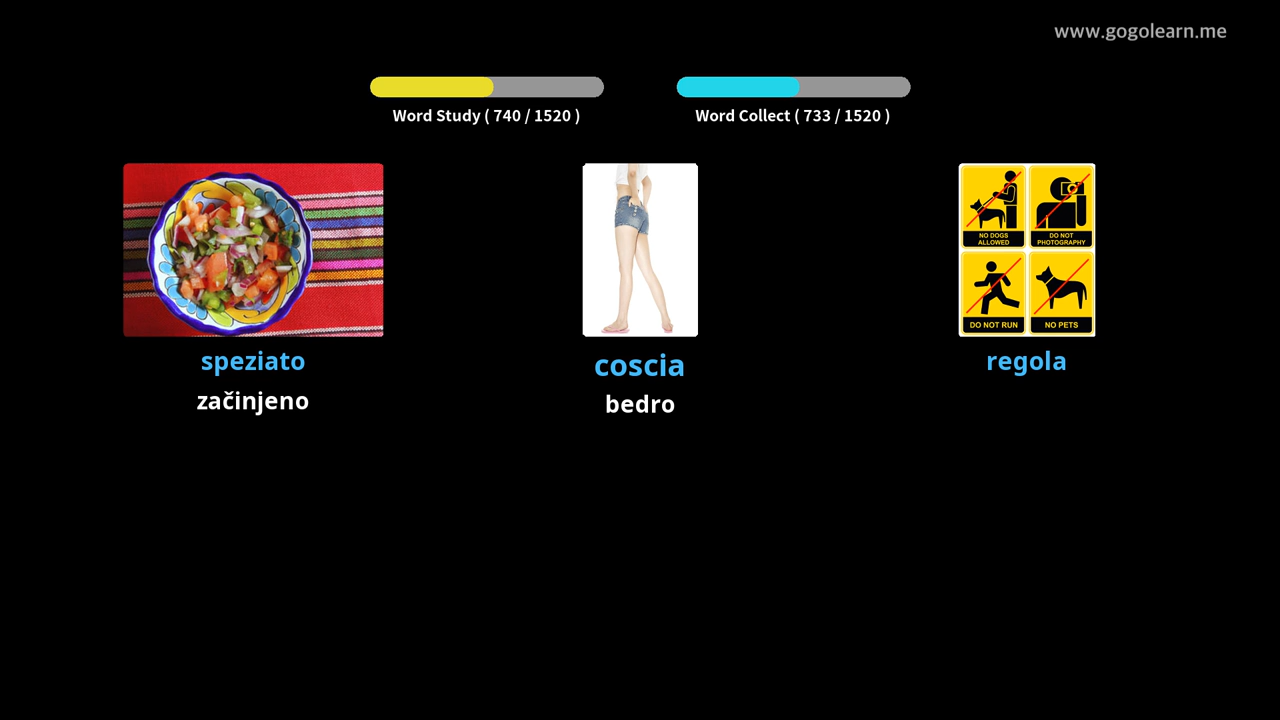 www.gogolearn.me
Word Study ( 740 / 1520 )
Word Collect ( 733 / 1520 )
NO DOGS
ALLOWED
DO NOT
PHOTOGRAPHY
DO NOT RUN
NO PETS
speziato
začinjeno
coscia
bedro
regola